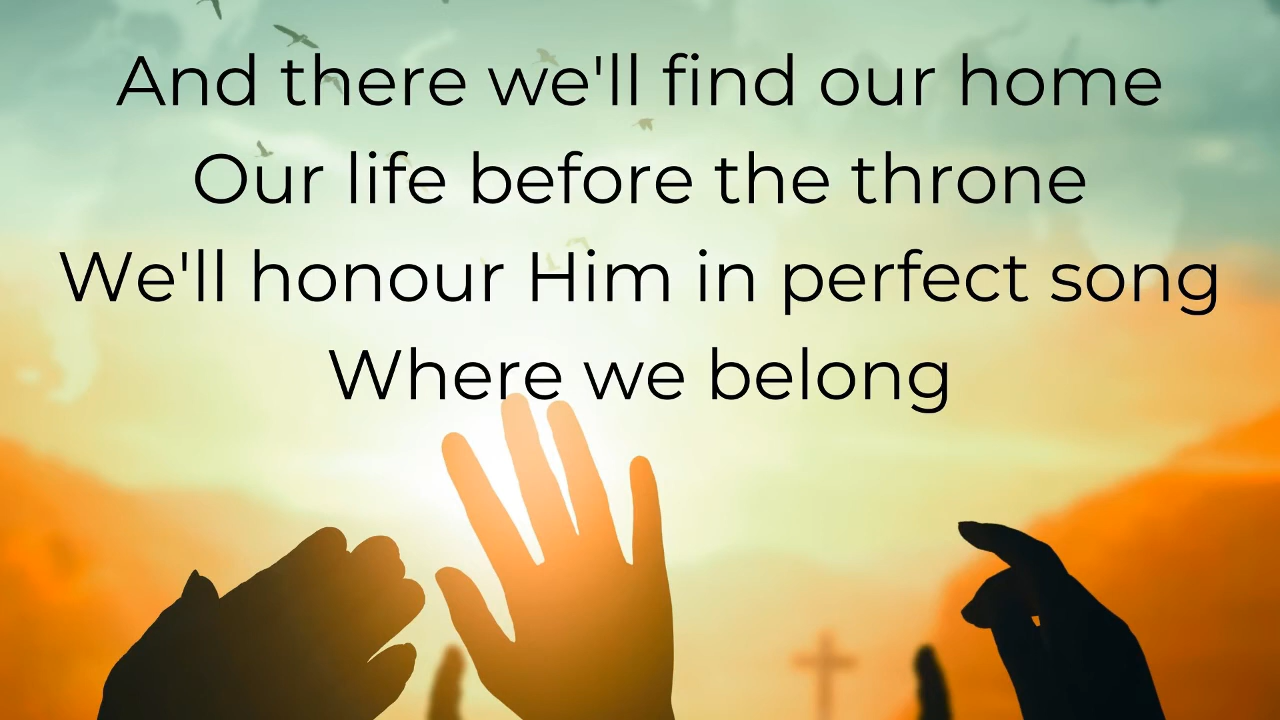 And there we'll find our home
Our life before the throne
We'll honour Him in perfect song
Where we belong